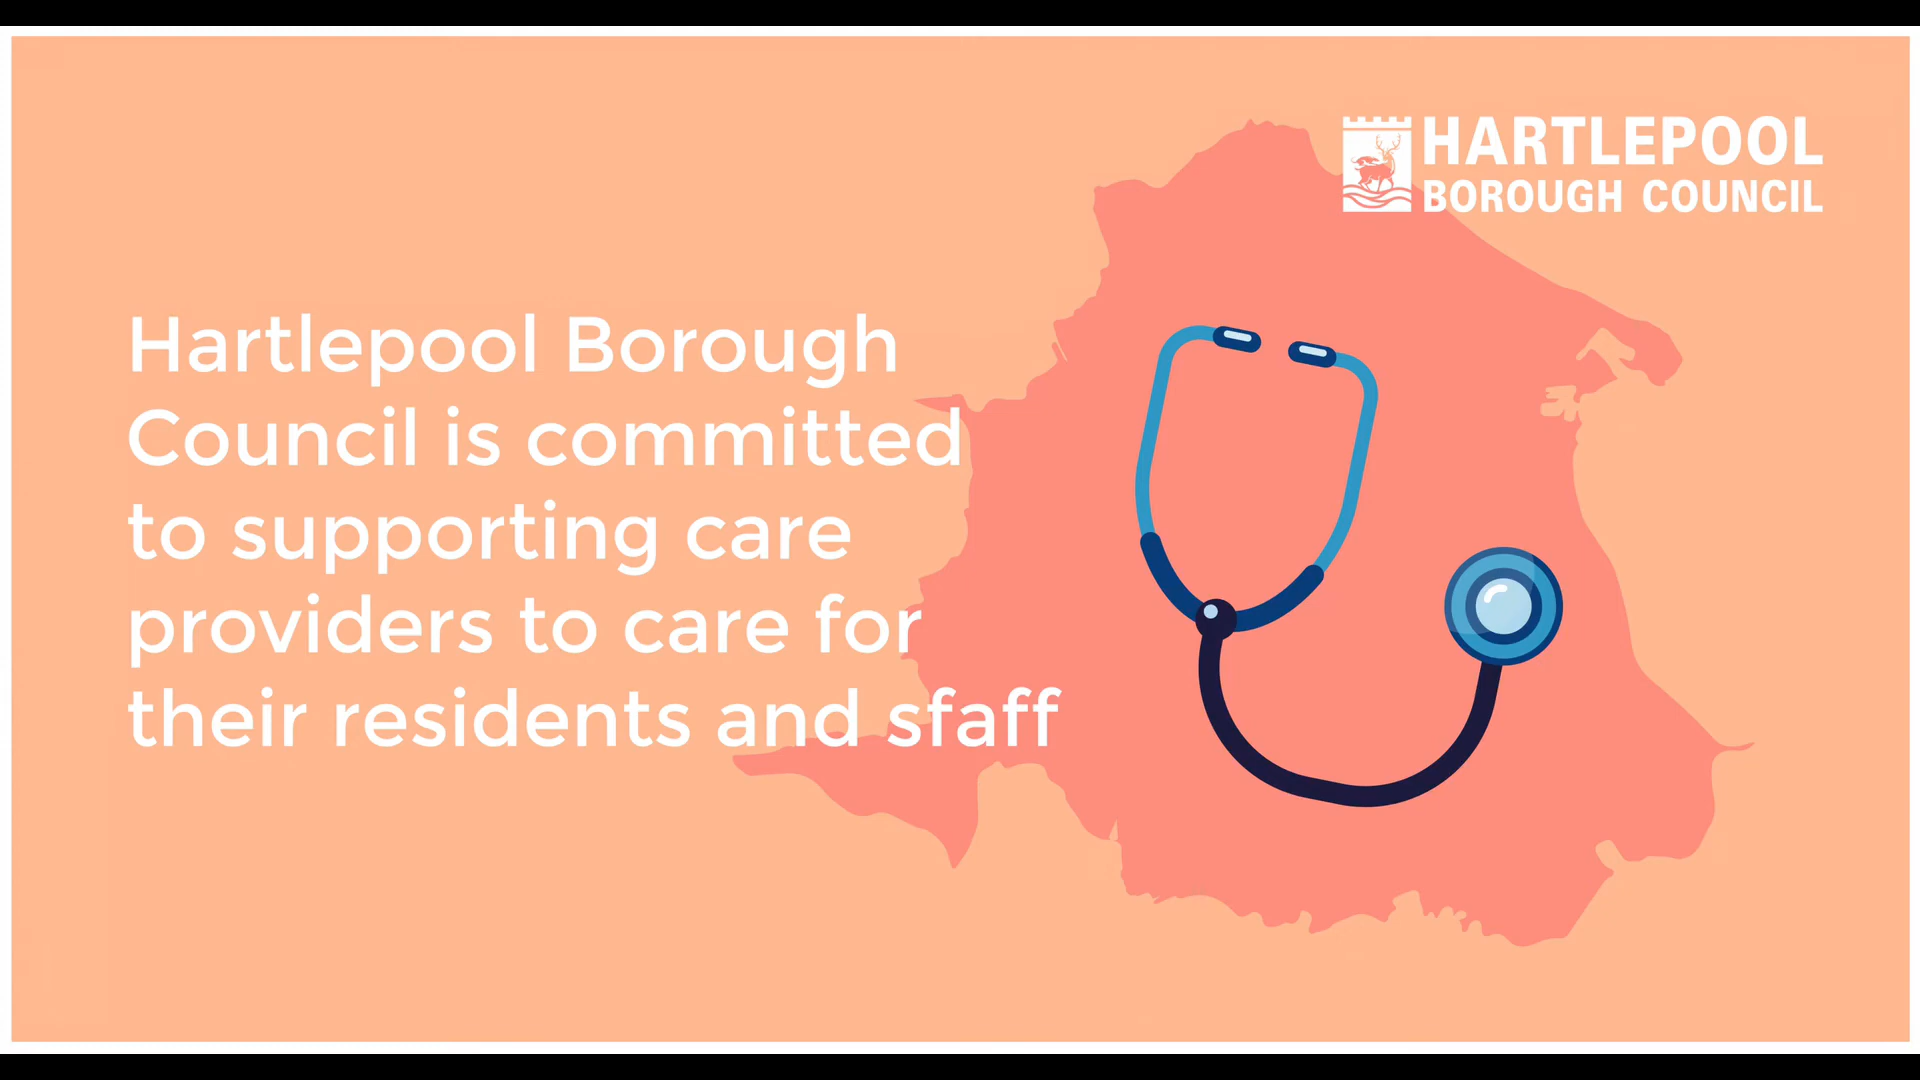 HARTLEPOOL
BOROUGH COUNCIL
Hartlepool Borough
Council is committed
to supporting care
providers to care for
their residents and sfaff